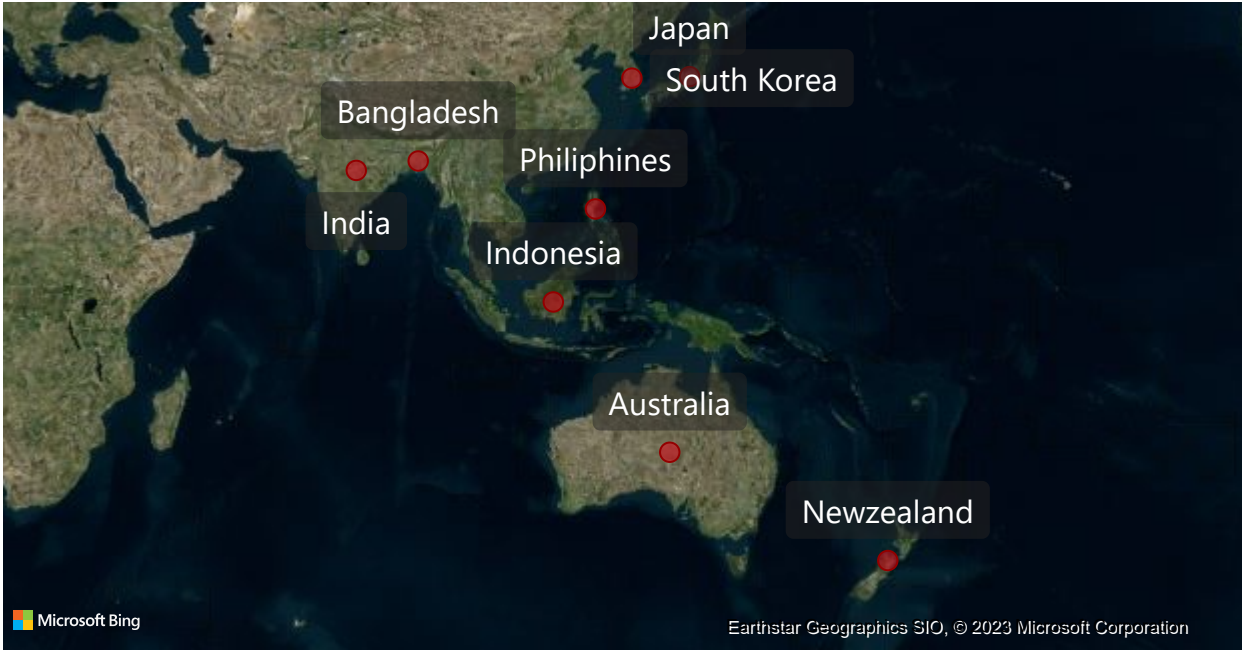 Japan
South Korea
Bangladesh
Philiphines
India
Indonesia
Australia
Newzealand
Microsoft Bing
Earthstar Geographics SIO, © 2023 Microsoft Corporation